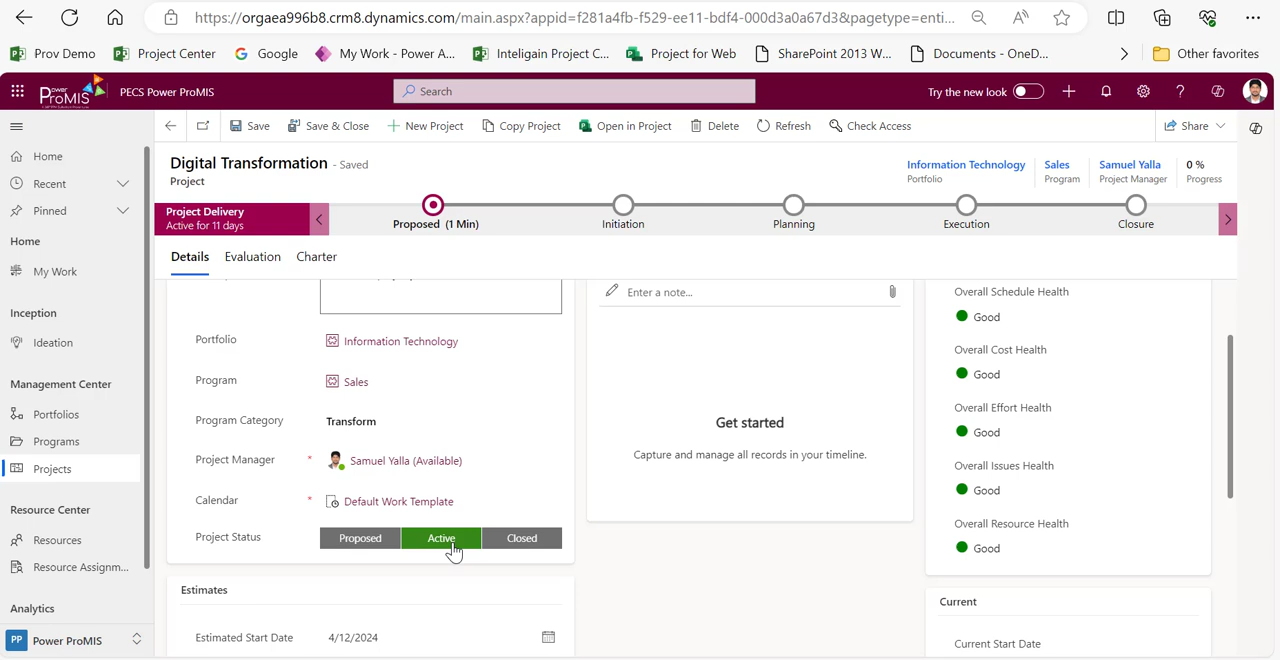 https://orgaea996b8.crm8.dynamics.com/main.aspx?appid=f281a4fb-f529-ee11-bdf4-000d3a0a67d3&pagetype=enti...
Prov Demo
Project Center
Google
My Work - Power A...
Inteligain Project C...
Project for Web
SharePoint 2013 W...
Documents - OneD...
Other favorites
Power ProMIS
PECS Power ProMIS
Search
Try the new look
Save
Save & Close
New Project
Copy Project
Open in Project
Delete
Refresh
Check Access
Share
Home
Recent
Pinned
Home
My Work
Inception
Ideation
Management Center
Portfolios
Programs
Projects
Resource Center
Resources
Resource Assignm...
Analytics
PP Power ProMIS
Digital Transformation - Saved
Project
Information Technology
Portfolio
Sales
Program
Samuel Yalla
Project Manager
0 %
Progress
Project Delivery
Active for 11 days
Proposed (1 Min)
Initiation
Planning
Execution
Closure
Details
Evaluation
Charter
Portfolio
Information Technology
Program
Sales
Program Category
Transform
Project Manager * Samuel Yalla (Available)
Calendar * Default Work Template
Project Status
Proposed
Active
Closed
Estimates
Estimated Start Date
4/12/2024
Enter a note...
Get started
Capture and manage all records in your timeline.
Overall Schedule Health
Good
Overall Cost Health
Good
Overall Effort Health
Good
Overall Issues Health
Good
Overall Resource Health
Good
Current
Current Start Date